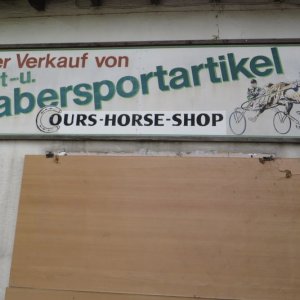 er Verkauf von
t-u.
abersportartikel
OURS-HORSE-SHOP